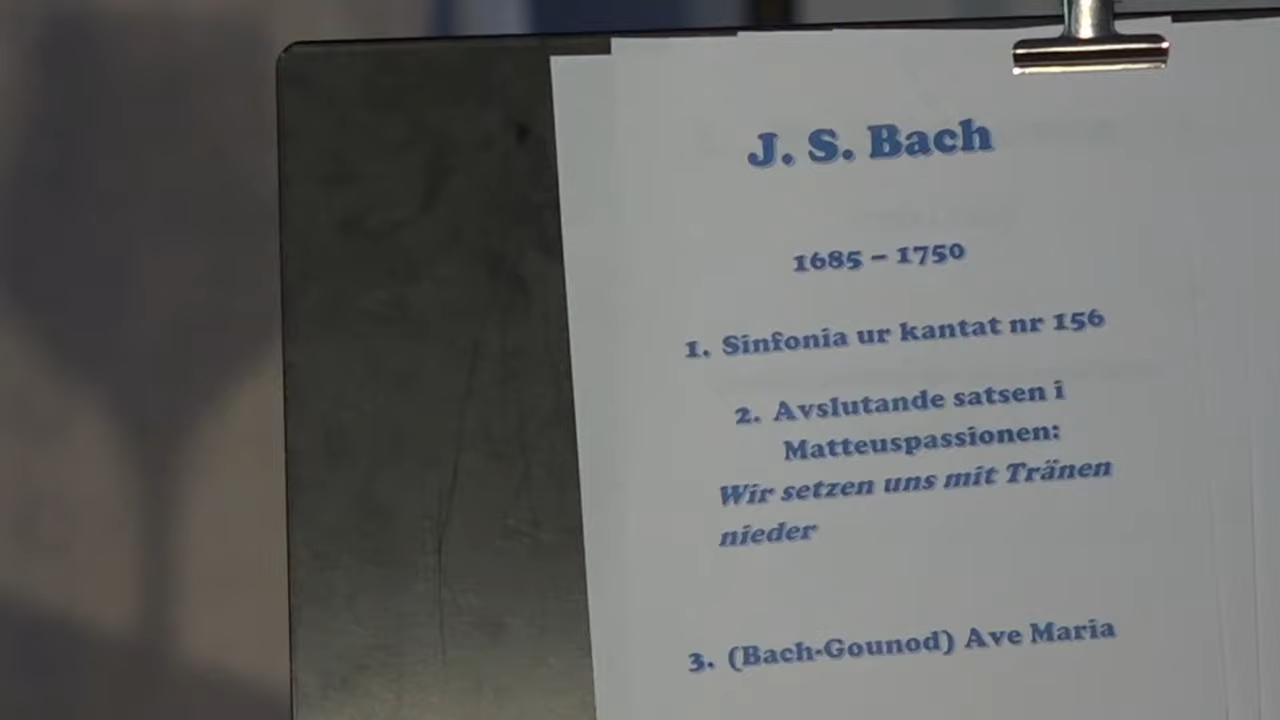 J. S. Bach
1685 – 1750
1. Sinfonia ur kantat nr 156
2. Avslutande satsen i
Matteuspassionen:
Wir setzen uns mit Tränen
nieder
3. (Bach-Gounod) Ave Maria